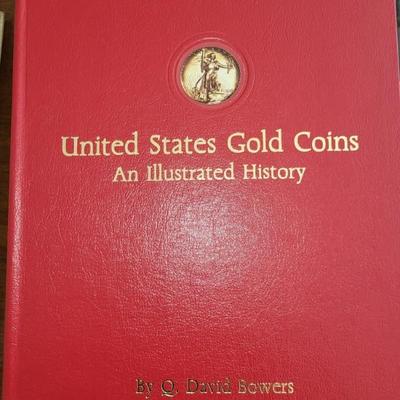 United States Gold Coins
An Illustrated History
By Q. David Bowers